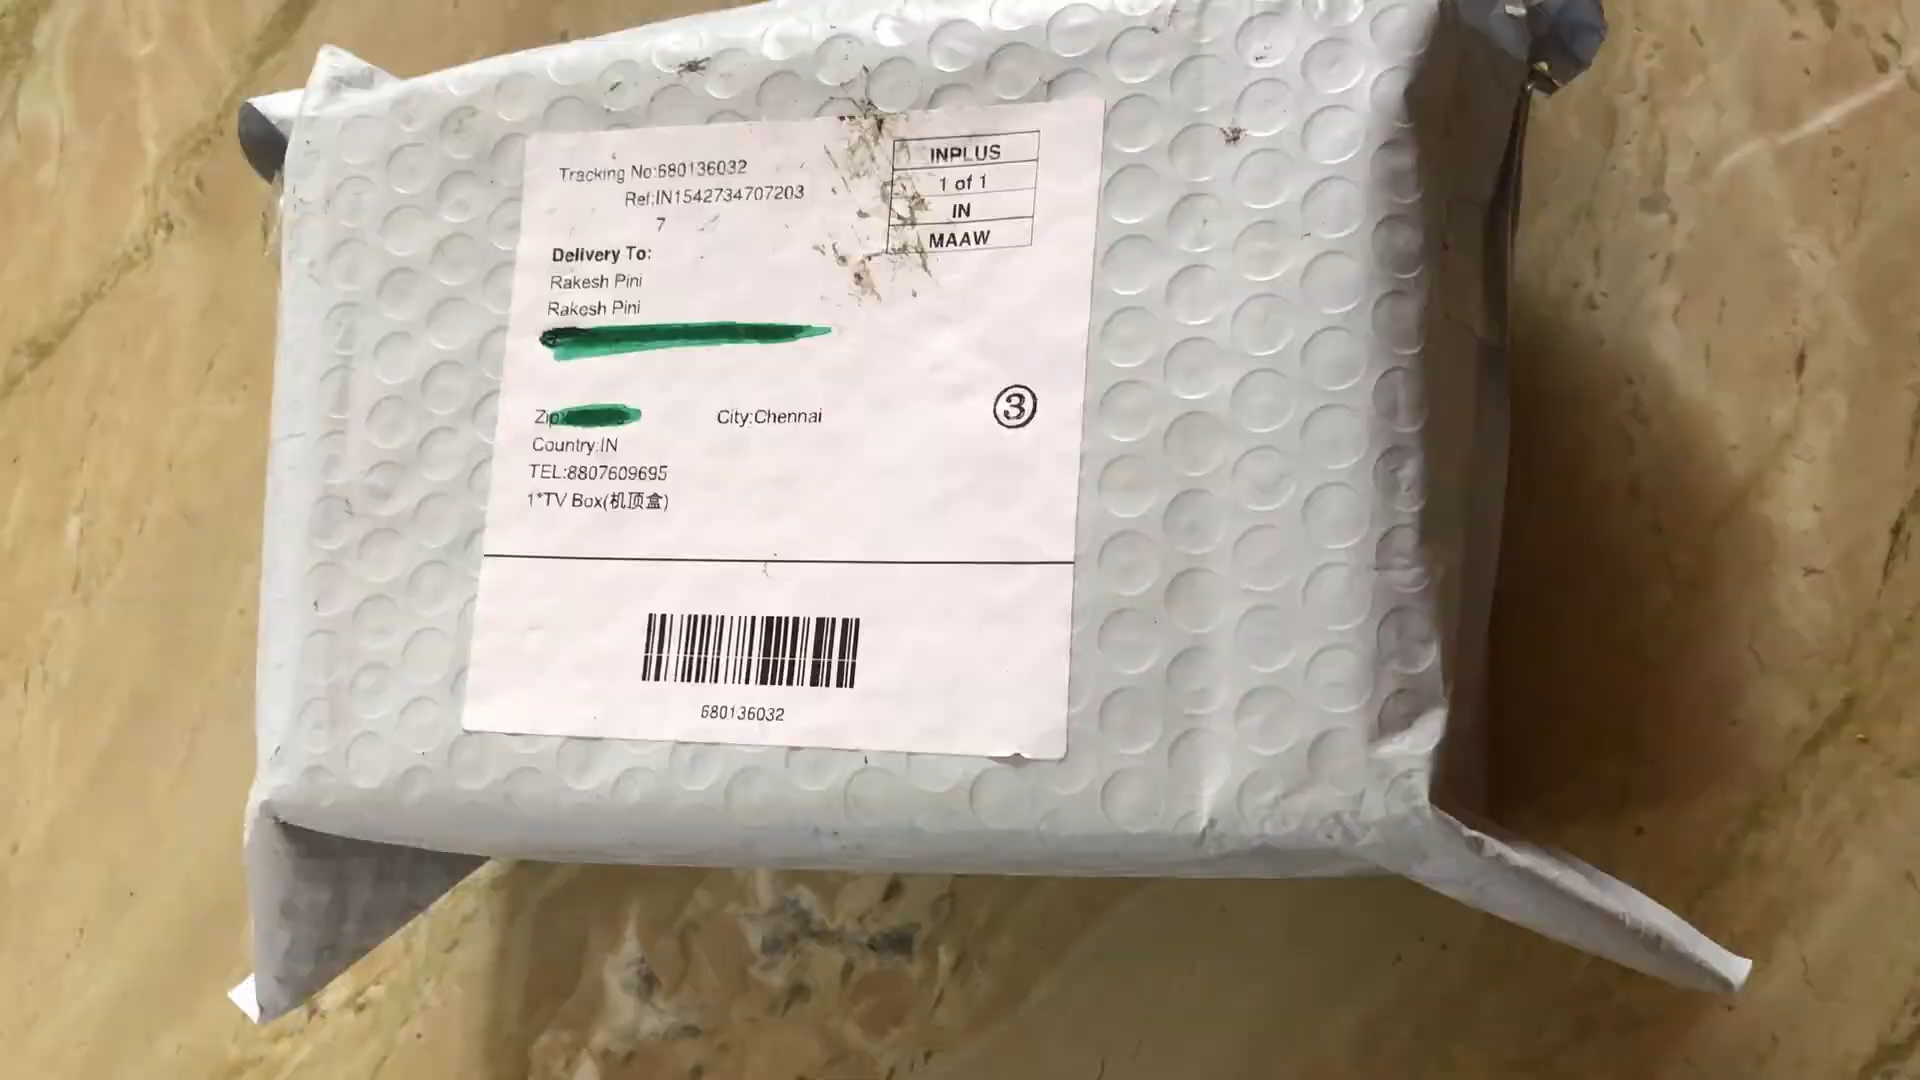 Tracking No:680136032
Ref:IN1542734707203
7
INPLUS
1 of 1
IN
MAAW
Delivery To:
Rakesh Pini
Rakesh Pini
Zip
City:Chennai
③
Country:IN
TEL:8807609695
1*TV Box(机顶盒)
680136032